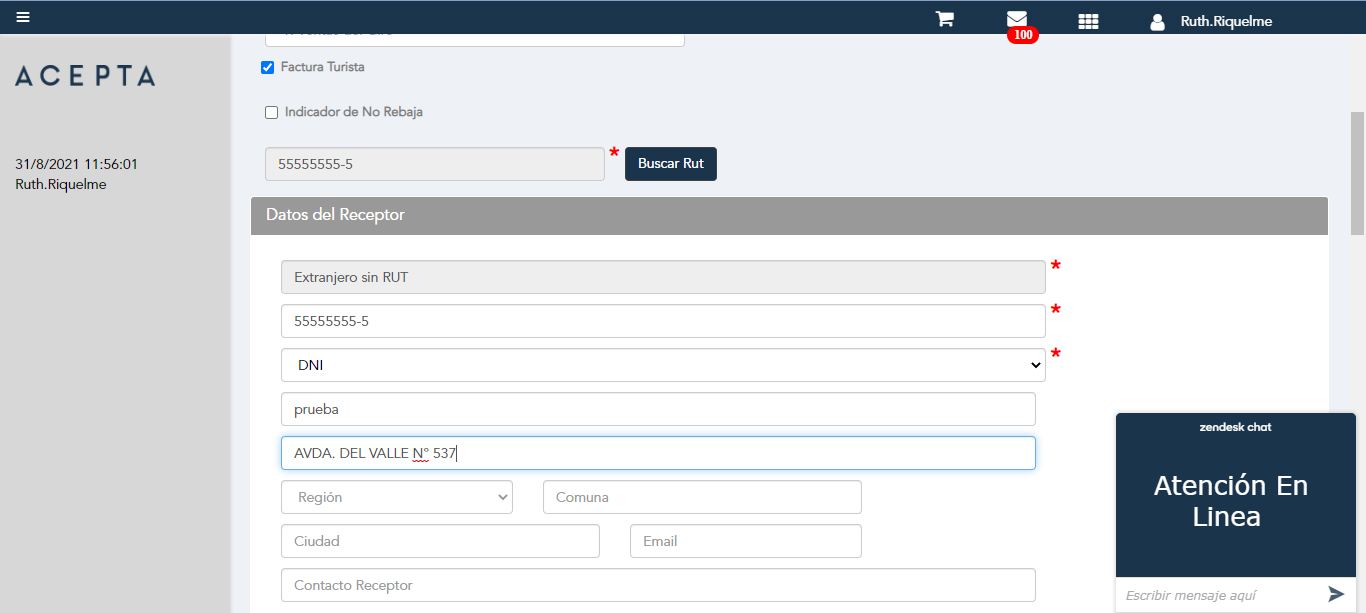 Ruth.Riquelme
100
ACEPTA
Factura Turista
Indicador de No Rebaja
31/8/2021 11:56:01
Ruth.Riquelme
55555555-5 * Buscar Rut
Datos del Receptor
Extranjero sin RUT *
55555555-5 *
DNI *
prueba
AVDA. DEL VALLE N° 537
Región Comuna
Ciudad Email
Contacto Receptor
zendesk chat
Atención En
Linea
Escribir mensaje aquí